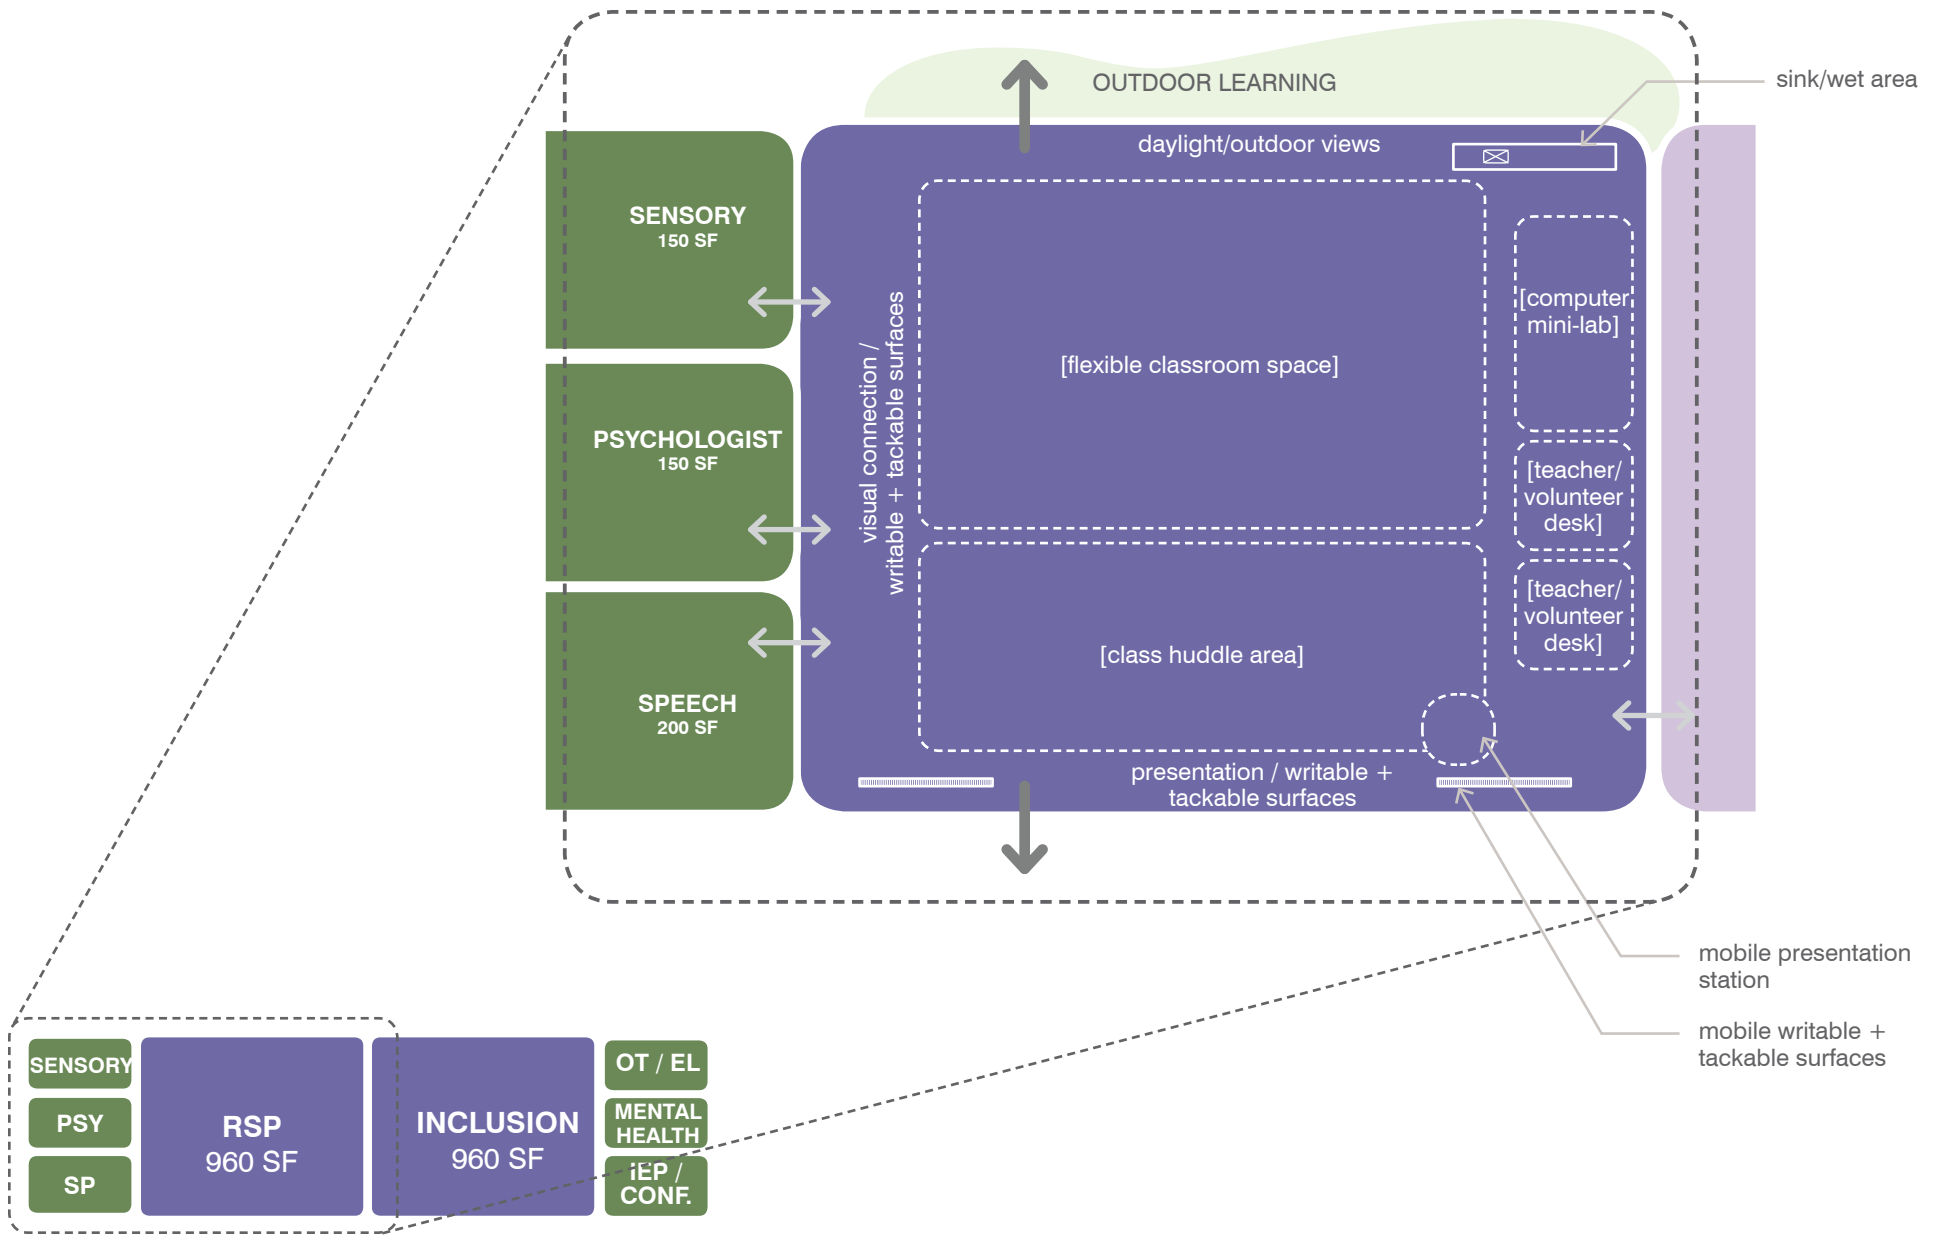 OUTDOOR LEARNING
sink/wet area
daylight/outdoor views
SENSORY
150 SF
PSYCHOLOGIST
150 SF
SPEECH
200 SF
visual connection /
writable + tackable surfaces
[flexible classroom space]
[computer
mini-lab]
[teacher/
volunteer
desk]
[teacher/
volunteer
desk]
[class huddle area]
presentation / writable +
tackable surfaces
mobile presentation
station
mobile writable +
tackable surfaces
SENSORY
PSY
SP
RSP
960 SF
INCLUSION
960 SF
OT / EL
MENTAL
HEALTH
IEP /
CONF.